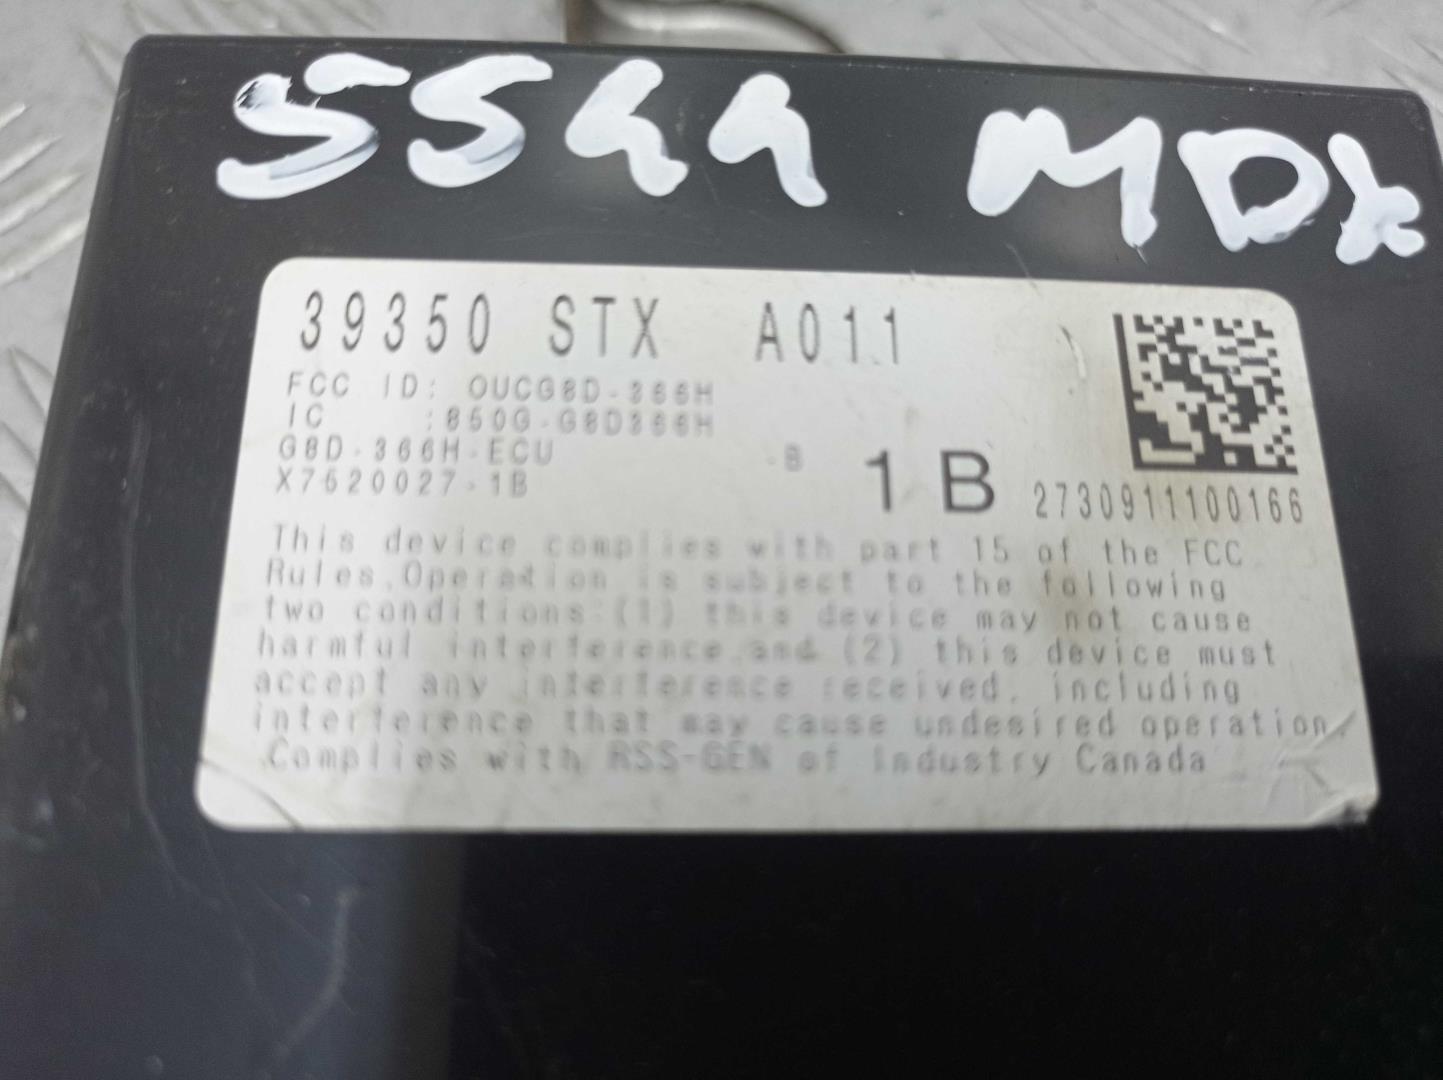 5544 MDX
39350 STX A011
FCC ID: OUCG8D-366H
IC :850G-G8D366H
G8D-366H-ECU -B
X7620027-1B
1B
2730911100166
This device complies with part 15 of the FCC
Rules.Operation is subject to the following
two conditions:(1) this device may not cause
harmful interference,and (2) this device must
accept any interference received, including
interference that may cause undesired operation.
Complies with RSS-GEN of Industry Canada